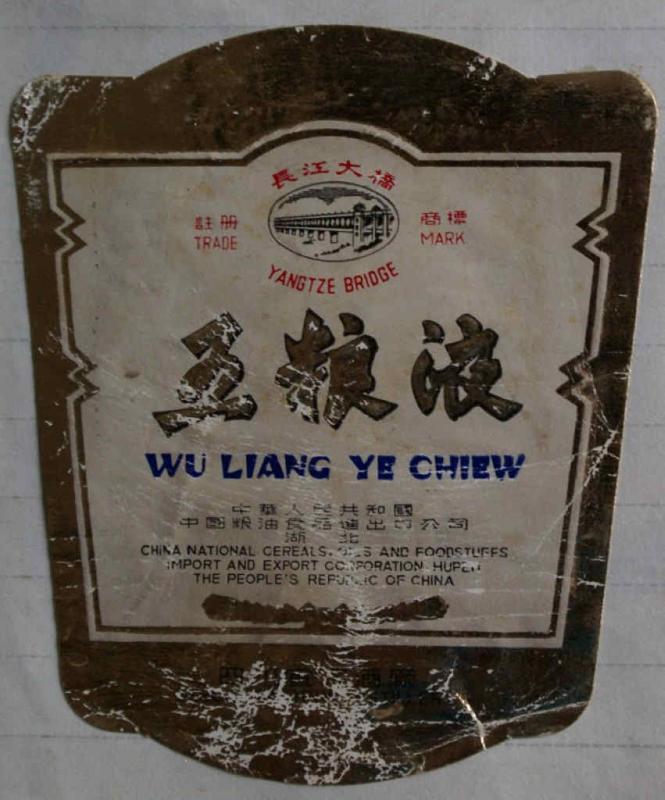 長江大橋
註冊 商標
TRADE MARK
YANGTZE BRIDGE
五粮液
WU LIANG YE CHIEW
中華人民共和國
中國粮油食品進出口公司
湖北
CHINA NATIONAL CEREALS, OILS AND FOODSTUFFS
IMPORT AND EXPORT CORPORATION HUPEH
THE PEOPLE'S REPUBLIC OF CHINA